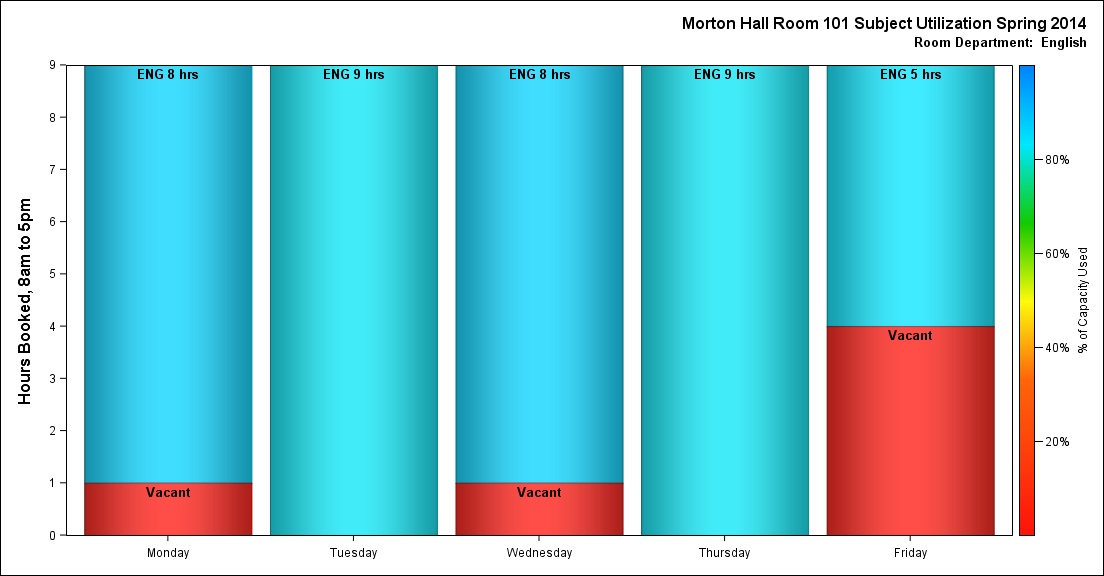 Morton Hall Room 101 Subject Utilization Spring 2014
Room Department: English
Hours Booked, 8am to 5pm
9
8
7
6
5
4
3
2
1
0
ENG 8 hrs
ENG 9 hrs
ENG 8 hrs
ENG 9 hrs
ENG 5 hrs
Vacant
Vacant
Vacant
Monday
Tuesday
Wednesday
Thursday
Friday
80%
60%
40%
20%
% of Capacity Used